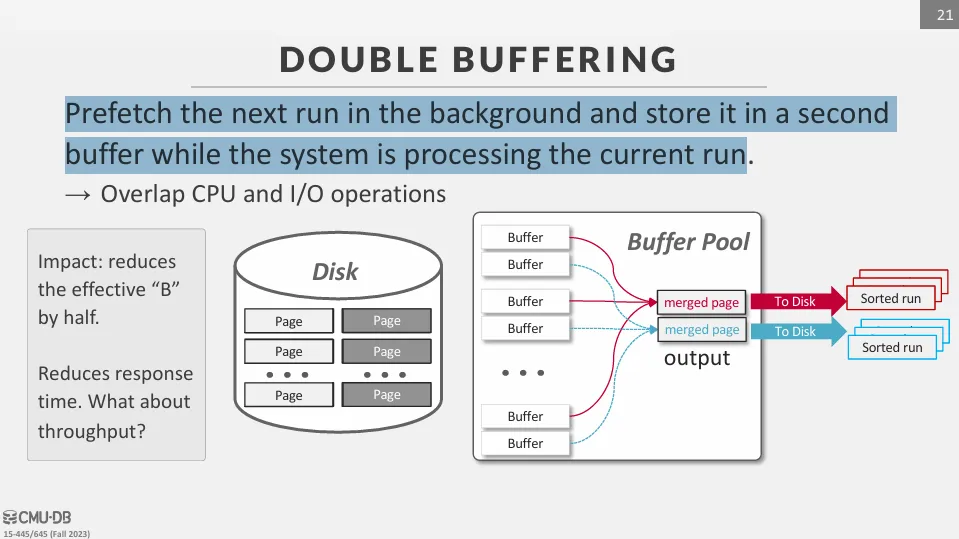 21
DOUBLE BUFFERING
Prefetch the next run in the background and store it in a second
buffer while the system is processing the current run.
→ Overlap CPU and I/O operations
Impact: reduces
the effective “B”
by half.
Reduces response
time. What about
throughput?
Disk
Page Page
Page Page
• • • • • •
Page Page
Buffer Pool
Buffer
Buffer
Buffer
Buffer
• • •
Buffer
Buffer
merged page
merged page
output
To Disk
To Disk
Sorted run
Sorted run
CMU·DB
15-445/645 (Fall 2023)